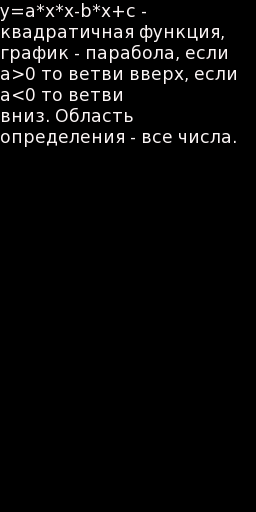 y=a*x*x-b*x+c -
квадратичная функция,
график - парабола, если
a>0 то ветви вверх, если
a<0 то ветви
вниз. Область
определения - все числа.